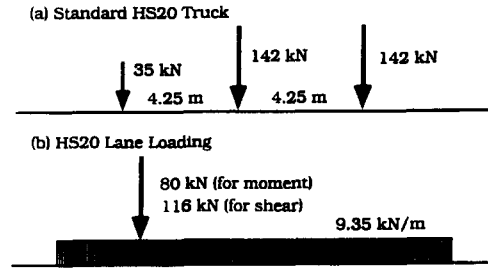 (a) Standard HS20 Truck
35 kN
142 kN
142 kN
4.25 m
4.25 m
(b) HS20 Lane Loading
80 kN (for moment)
116 kN (for shear)
9.35 kN/m